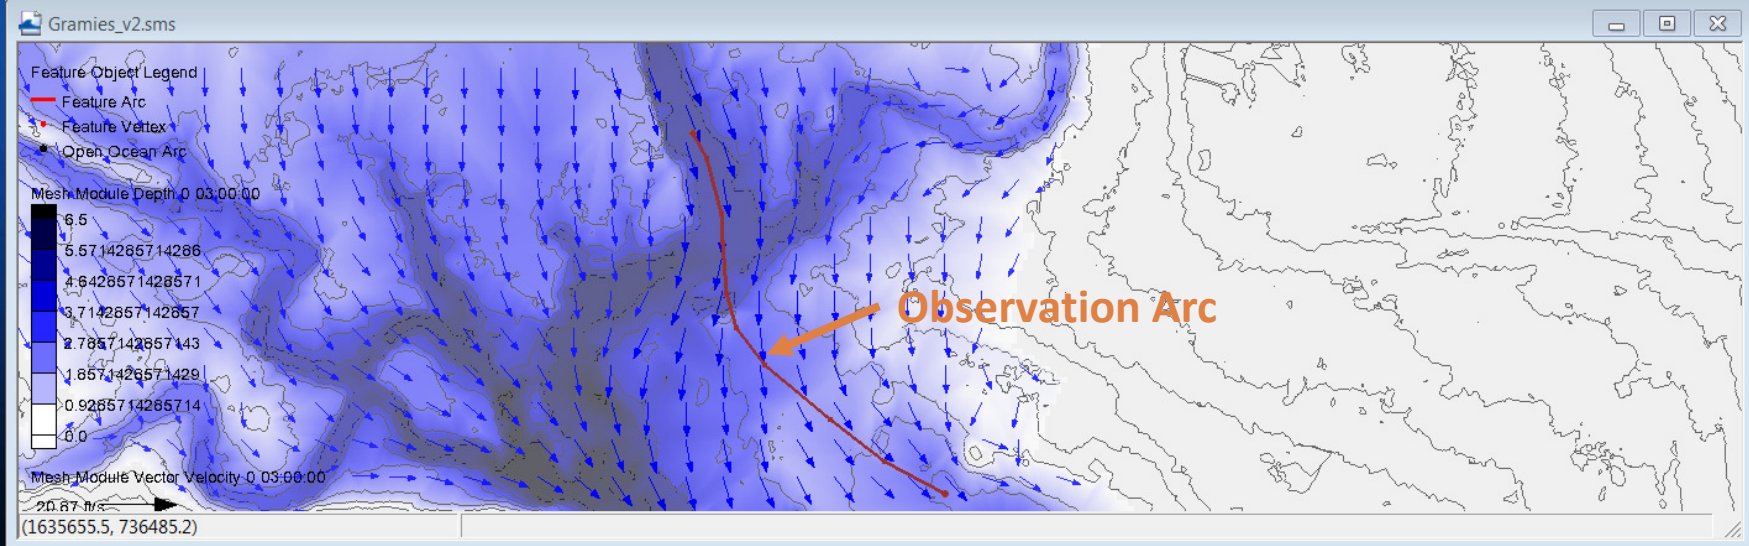 Gramies_v2.sms
Feature Object Legend
Feature Arc
Feature Vertex
Open Ocean Arc
Mesh Module Depth 0 03:00:00
6.5
5.5714285714286
4.6428571428571
3.7142857142857
2.7857142857143
1.8571428571429
0.9285714285714
0.0
Observation Arc
Mesh Module Vector Velocity 0 03:00:00
20.87 ft/s
(1635655.5, 736485.2)